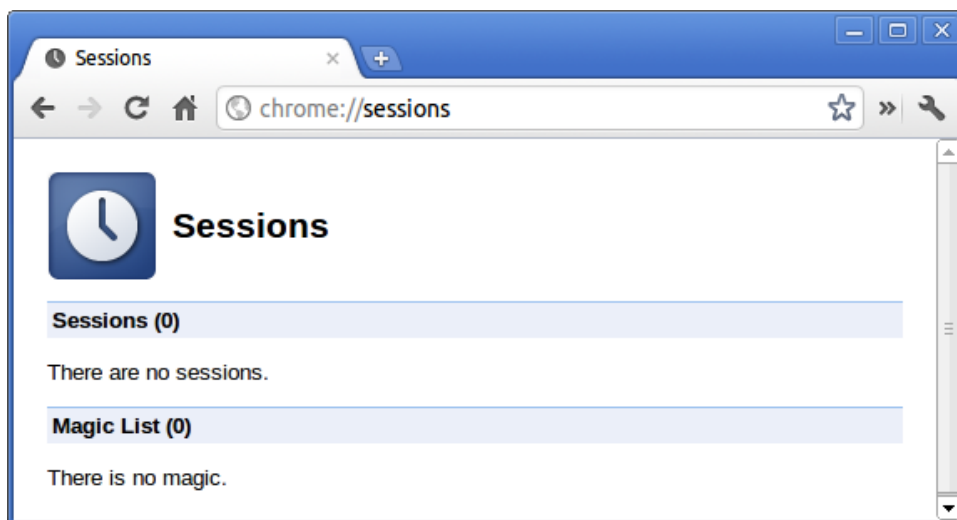 Sessions
chrome://sessions
Sessions
Sessions (0)
There are no sessions.
Magic List (0)
There is no magic.